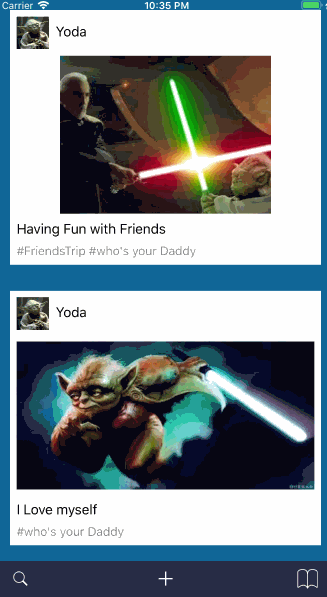 Carrier 10:35 PM
Yoda
Having Fun with Friends
#FriendsTrip #who's your Daddy
Yoda
I Love myself
#who's your Daddy